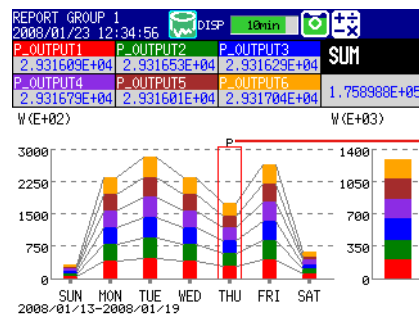 REPORT GROUP 1
2008/01/23 12:34:56 DISP 10min
P_OUTPUT1 P_OUTPUT2 P_OUTPUT3 SUM
2.931609E+04 2.931653E+04 2.931629E+04
P_OUTPUT4 P_OUTPUT5 P_OUTPUT6
2.931679E+04 2.931601E+04 2.931704E+04 1.758988E+05
W(E+02) W(E+03)
P
3000 1400
2250 1050
1500 700
750 350
0 0
SUN MON TUE WED THU FRI SAT
2008/01/13-2008/01/19